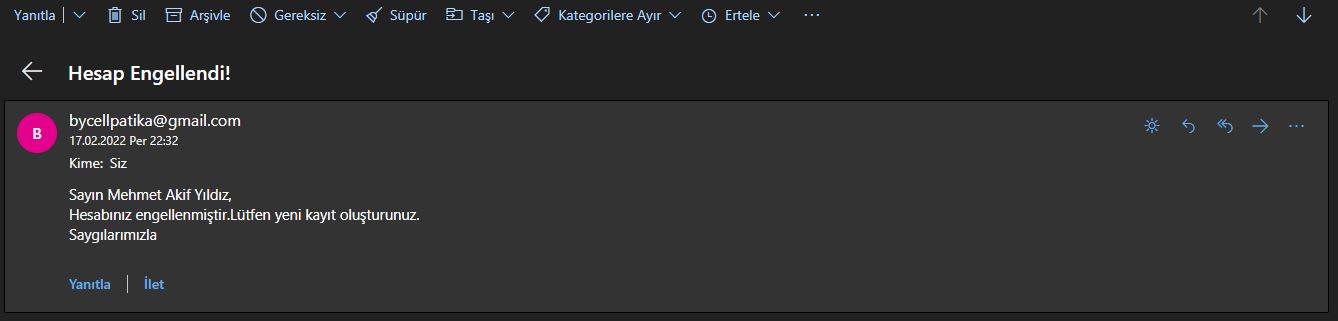 Yanıtla Sil Arşivle Gereksiz Süpür Taşı Kategorilere Ayır Ertele ...
Hesap Engellendi!
B
bycellpatika@gmail.com
17.02.2022 Per 22:32
Kime: Siz
Sayın Mehmet Akif Yıldız,
Hesabınız engellenmiştir.Lütfen yeni kayıt oluşturunuz.
Saygılarımızla
Yanıtla İlet